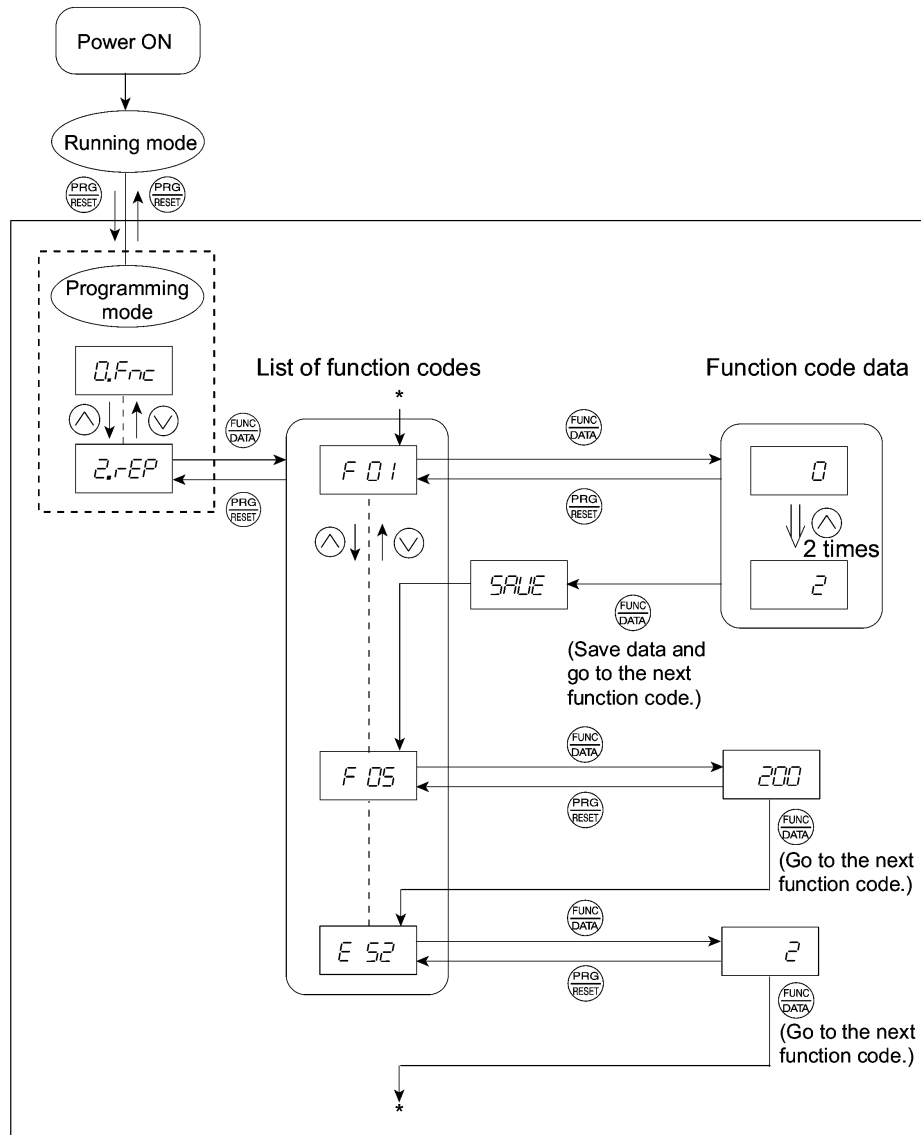 Power ON
Running mode
PRG
RESET
PRG
RESET
Programming
mode
0.Fnc
2.rEP
FUNC
DATA
PRG
RESET
List of function codes
*
F 01
FUNC
DATA
PRG
RESET
Function code data
0
2 times
2
SAVE
FUNC
DATA
(Save data and
go to the next
function code.)
F 05
FUNC
DATA
PRG
RESET
200
FUNC
DATA
(Go to the next
function code.)
E 52
FUNC
DATA
PRG
RESET
2
FUNC
DATA
(Go to the next
function code.)
*